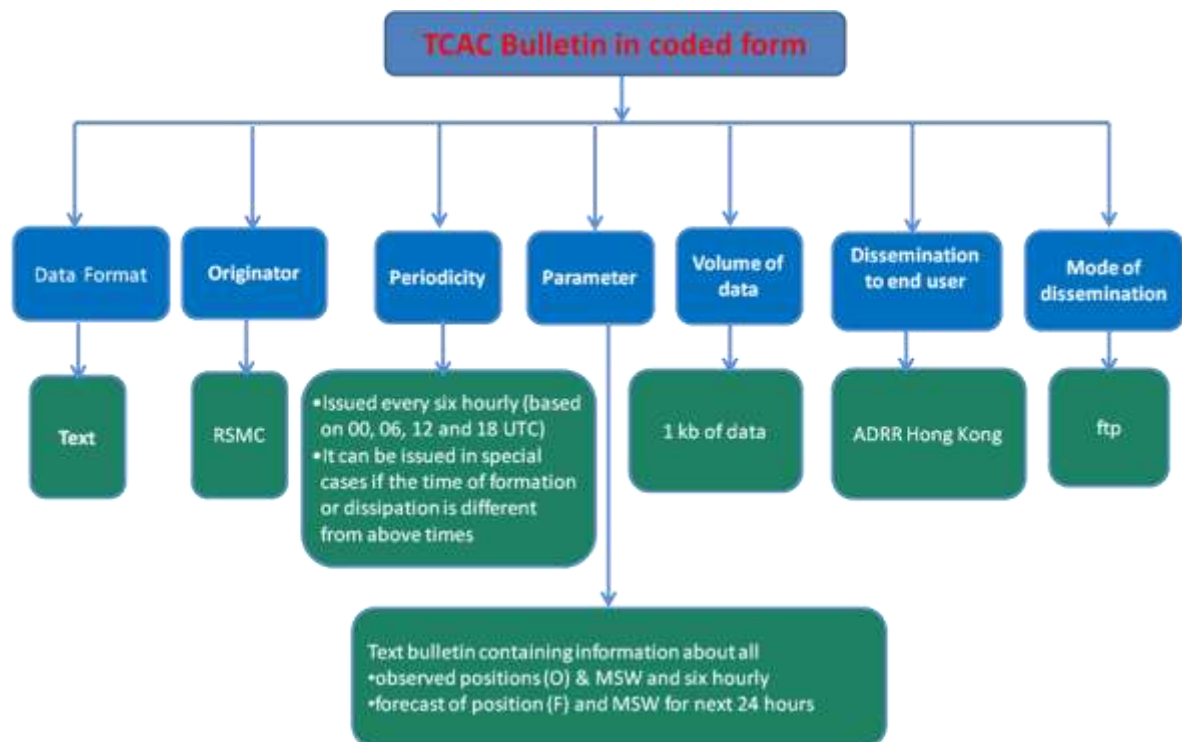 TCAC Bulletin in coded form
Data Format
Originator
Periodicity
Parameter
Volume of
data
Dissemination
to end user
Mode of
dissemination
Text
RSMC
•Issued every six hourly (based
on 00, 06, 12 and 18 UTC)
•It can be issued in special
cases if the time of formation
or dissipation is different
from above times
1 kb of data
ADRR Hong Kong
ftp
Text bulletin containing information about all
•observed positions (O) & MSW and six hourly
•forecast of position (F) and MSW for next 24 hours